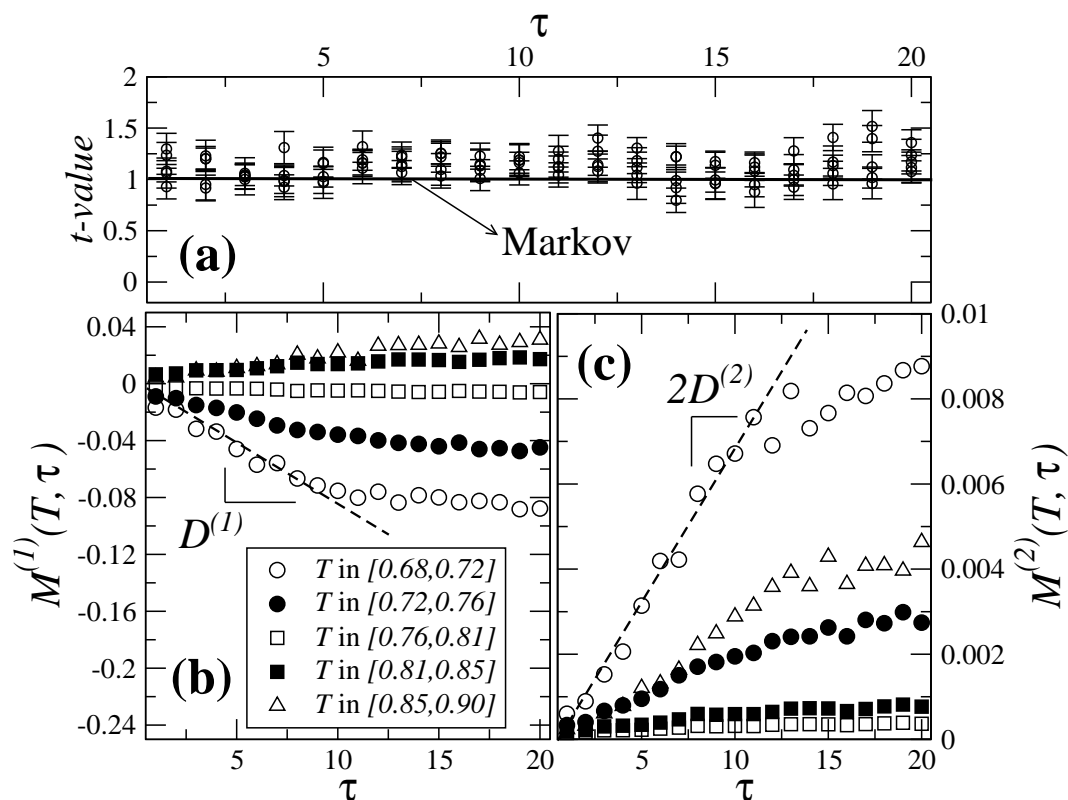 τ
5 10 15 20
2
1.5
1
0.5
0
t-value
Markov
(a)
0.04
0
-0.04
-0.08
-0.12
-0.16
-0.2
-0.24
M^(1)(T, τ)
D^(1)
T in [0.68,0.72]
T in [0.72,0.76]
T in [0.76,0.81]
T in [0.81,0.85]
T in [0.85,0.90]
(b)
5 10 15 20
τ
(c)
2D^(2)
0.01
0.008
0.006
0.004
0.002
0
M^(2)(T, τ)
5 10 15 20
τ